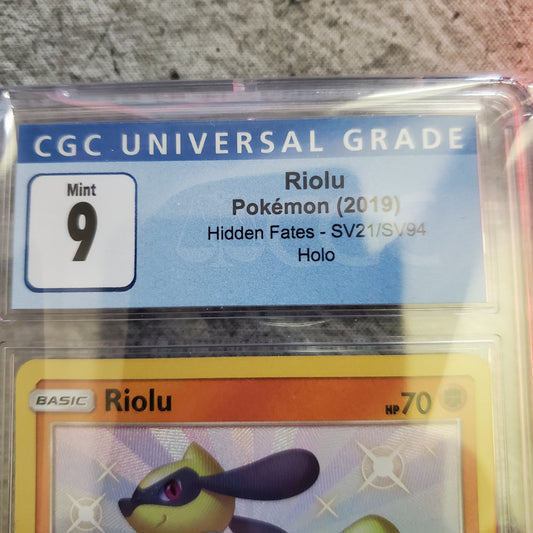 CGC UNIVERSAL GRADE
Mint
9
Riolu
Pokémon (2019)
Hidden Fates - SV21/SV94
Holo
BASIC Riolu HP70